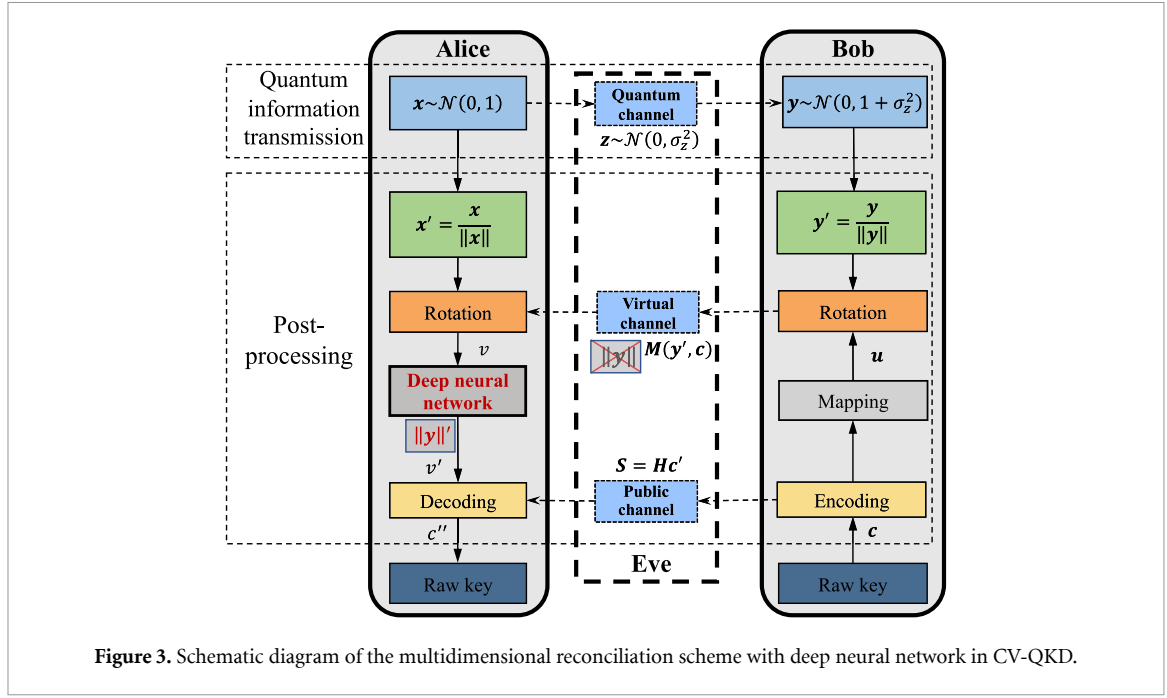 Alice
Bob
Quantum
information
transmission
x~𝒩(0, 1)
Quantum
channel
z~𝒩(0, σ_z^2)
y~𝒩(0, 1 + σ_z^2)
Post-
processing
x′ = x / ‖x‖
y′ = y / ‖y‖
Rotation
Virtual
channel
Rotation
‖y‖ M(y′, c)
v
u
Deep neural
network
Mapping
‖y‖′
v′
S = Hc′
Decoding
Public
channel
Encoding
c′′
c
Eve
Raw key
Raw key
Figure 3. Schematic diagram of the multidimensional reconciliation scheme with deep neural network in CV-QKD.